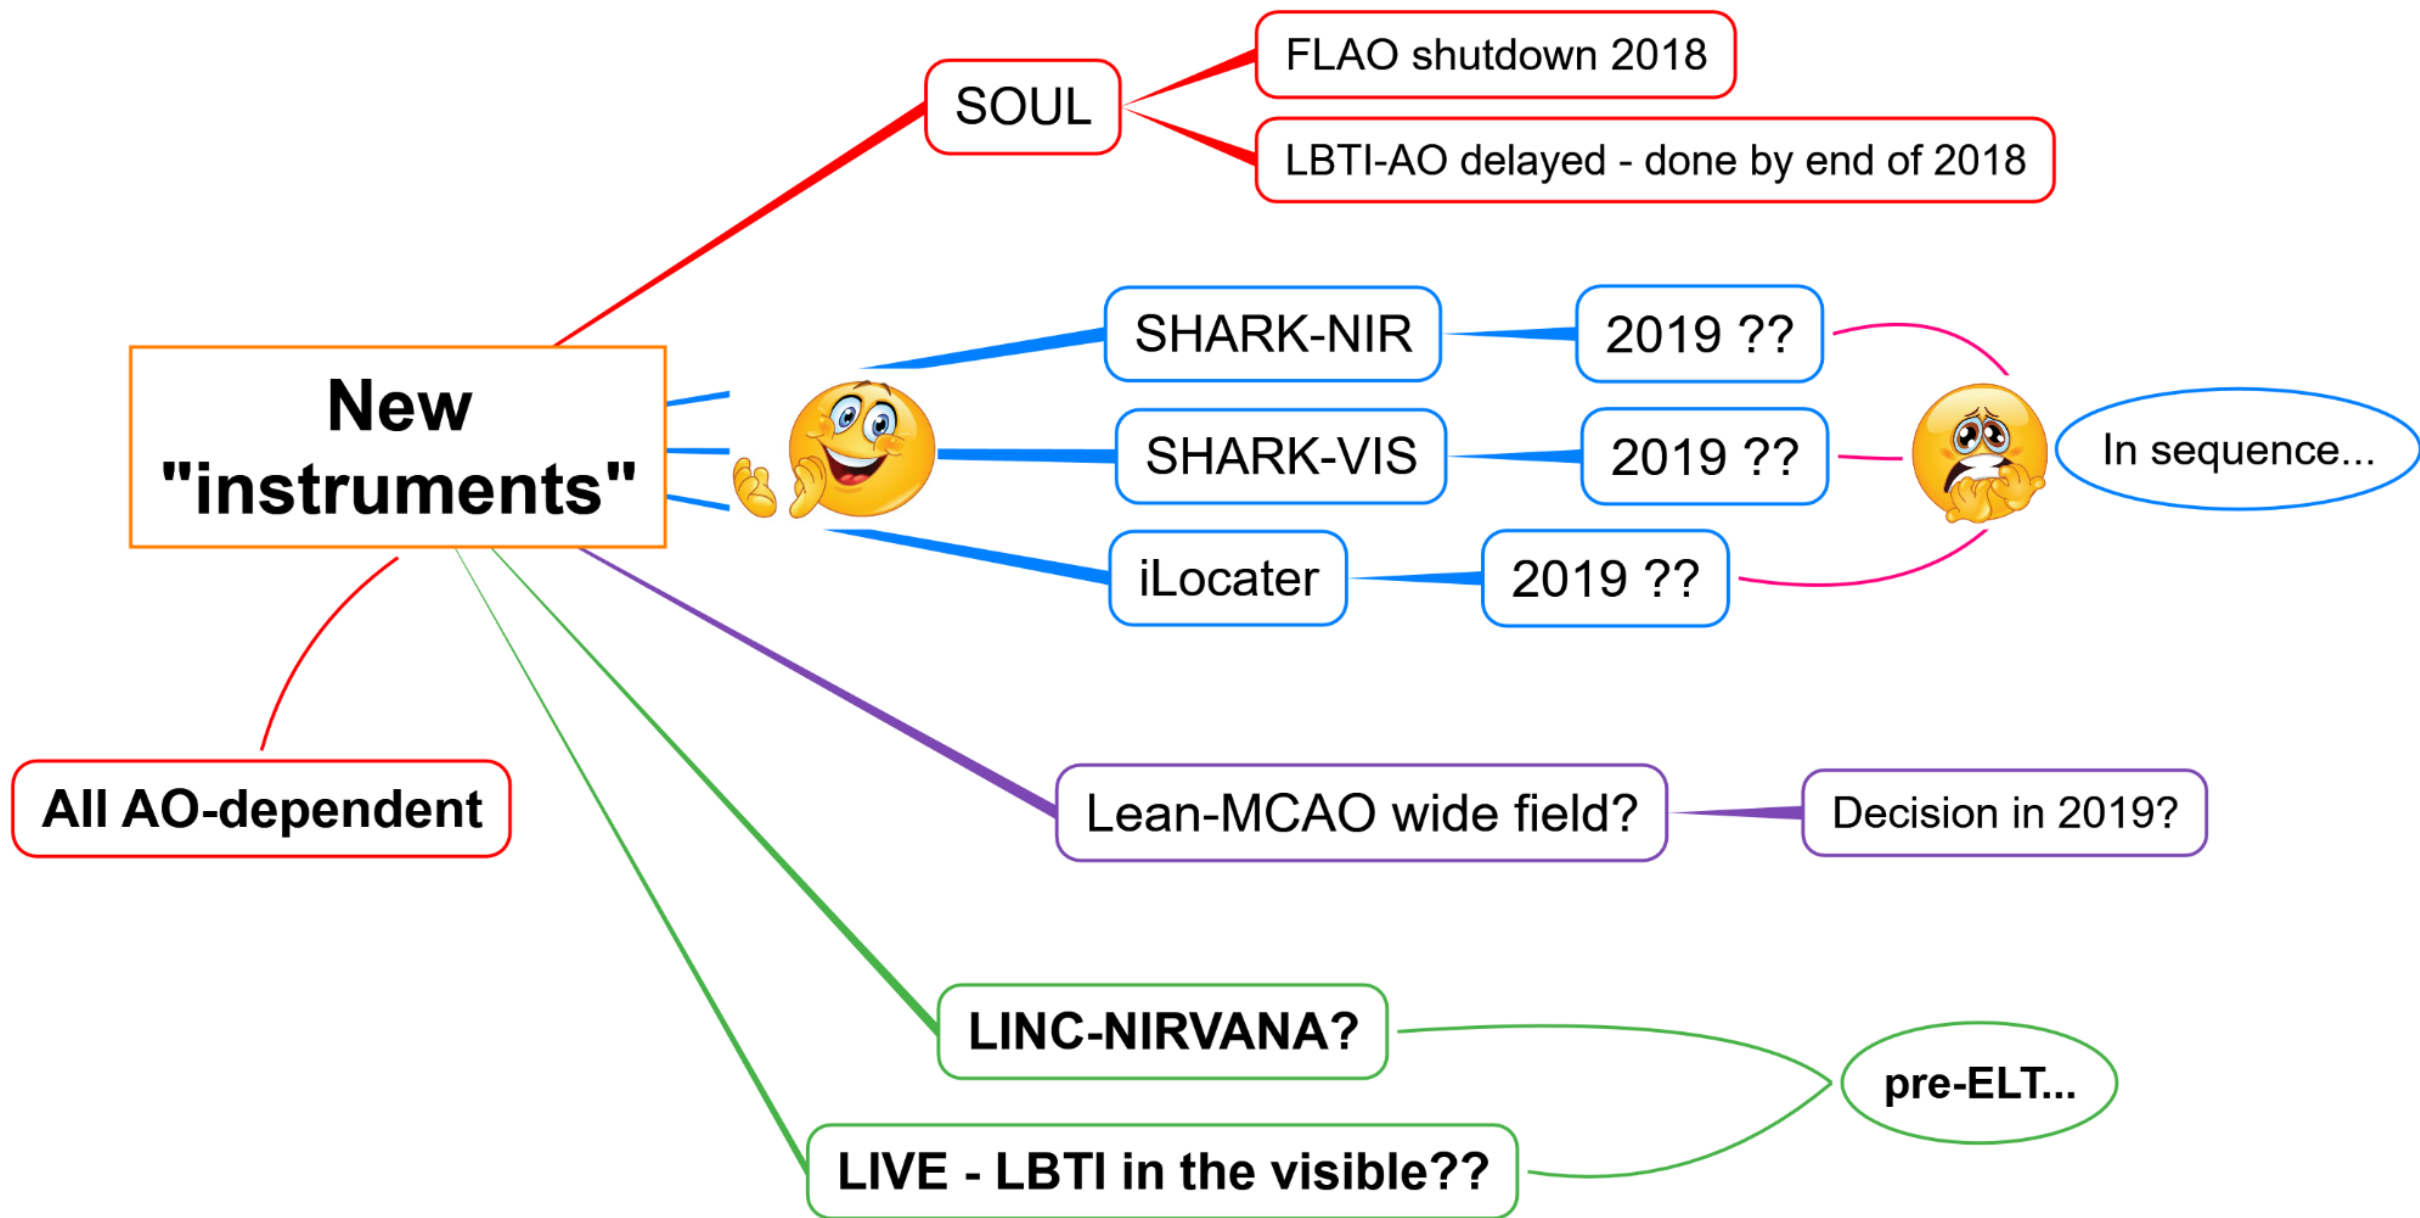 FLAO shutdown 2018
SOUL
LBTI-AO delayed - done by end of 2018
SHARK-NIR
2019 ??
New
"instruments"
SHARK-VIS
2019 ??
In sequence...
iLocater
2019 ??
All AO-dependent
Lean-MCAO wide field?
Decision in 2019?
LINC-NIRVANA?
pre-ELT...
LIVE - LBTI in the visible??